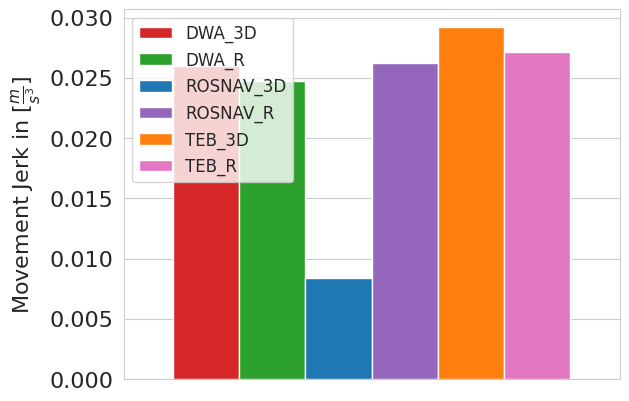 Movement Jerk in [m/s³]
0.030
0.025
0.020
0.015
0.010
0.005
0.000
DWA_3D
DWA_R
ROSNAV_3D
ROSNAV_R
TEB_3D
TEB_R